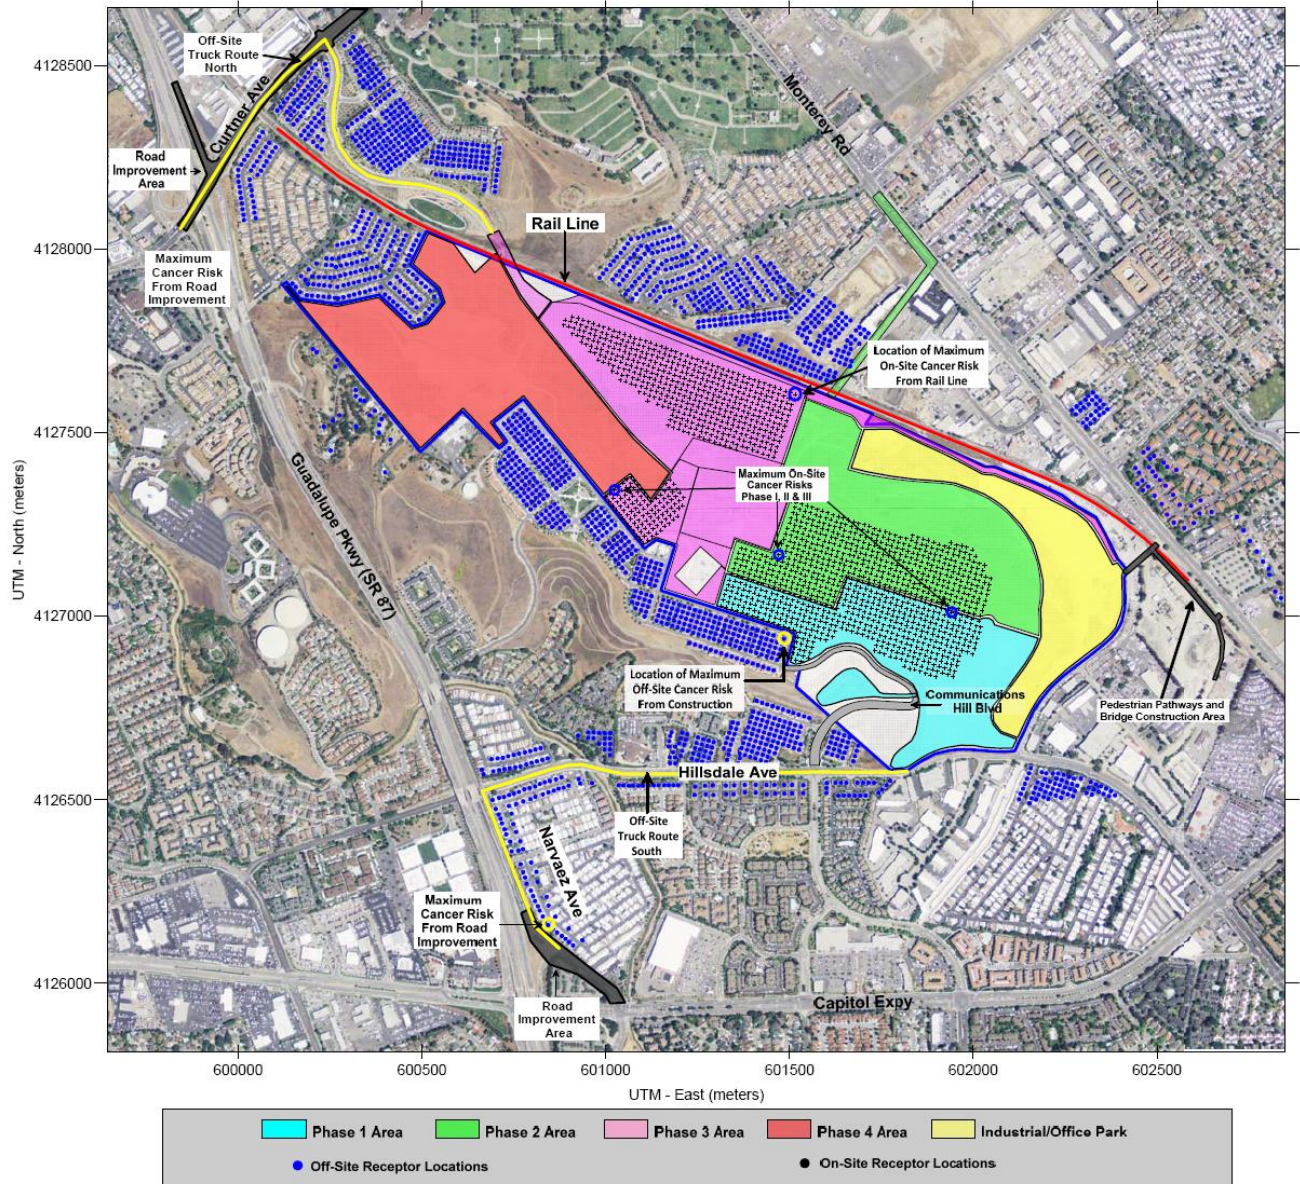 4128500
4128000
4127500
4127000
4126500
4126000
UTM - North (meters)
Off-Site
Truck Route
North
Curtner Ave
Road
Improvement
Area
Maximum
Cancer Risk
From Road
Improvement
Monterey Rd
Rail Line
Location of Maximum
On-Site Cancer Risk
From Rail Line
Maximum On-Site
Cancer Risks
Phase I, II & III
Guadalupe Pkwy (SR 87)
Location of Maximum
Off-Site Cancer Risk
From Construction
Communications
Hill Blvd
Pedestrian Pathways and
Bridge Construction Area
Hillsdale Ave
Off-Site
Truck Route
South
Narvaez Ave
Maximum
Cancer Risk
From Road
Improvement
Road
Improvement
Area
Capitol Expy
600000
600500
601000
601500
602000
602500
UTM - East (meters)
Phase 1 Area
Phase 2 Area
Phase 3 Area
Phase 4 Area
Industrial/Office Park
Off-Site Receptor Locations
On-Site Receptor Locations